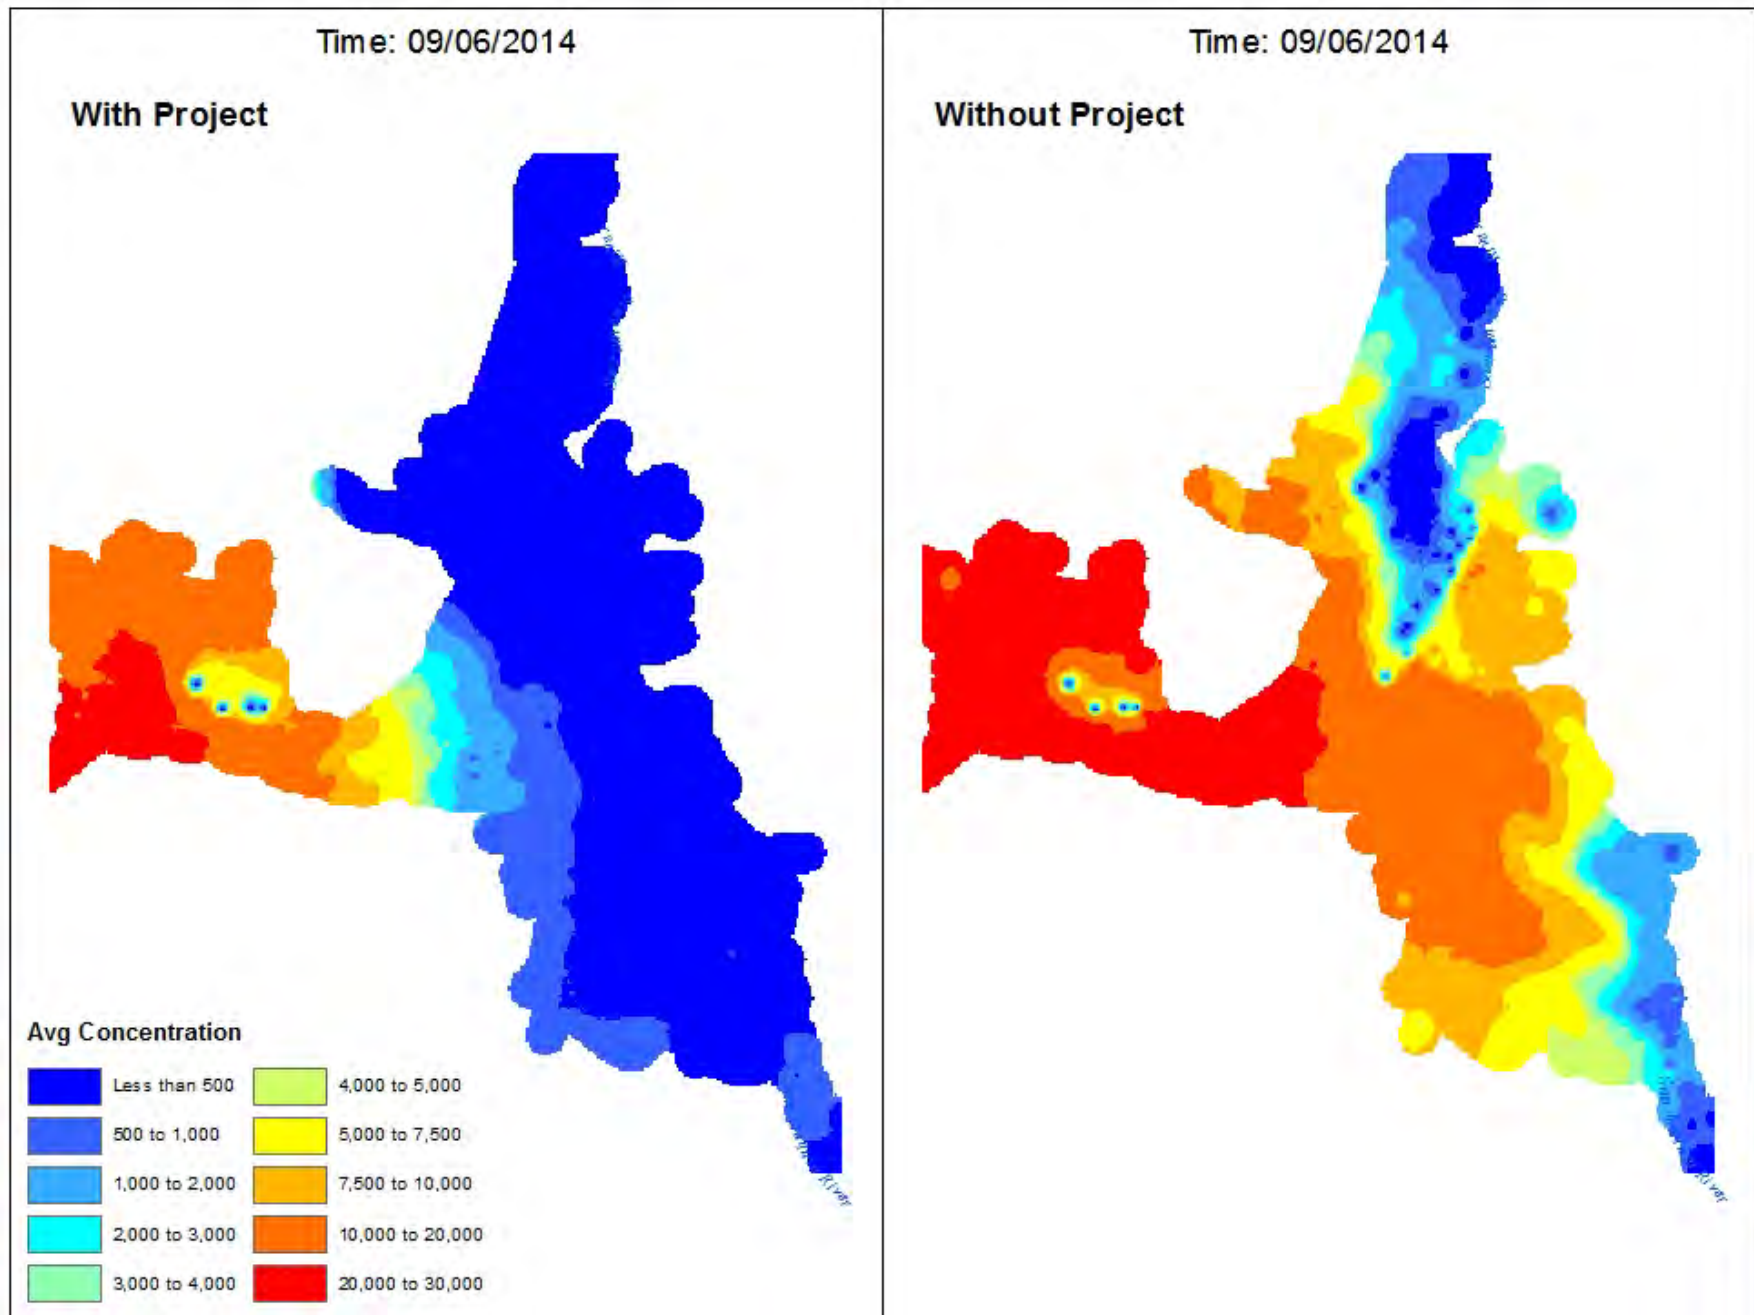 Time: 09/06/2014
With Project
Time: 09/06/2014
Without Project
Avg Concentration
Less than 500
500 to 1,000
1,000 to 2,000
2,000 to 3,000
3,000 to 4,000
4,000 to 5,000
5,000 to 7,500
7,500 to 10,000
10,000 to 20,000
20,000 to 30,000
River
River